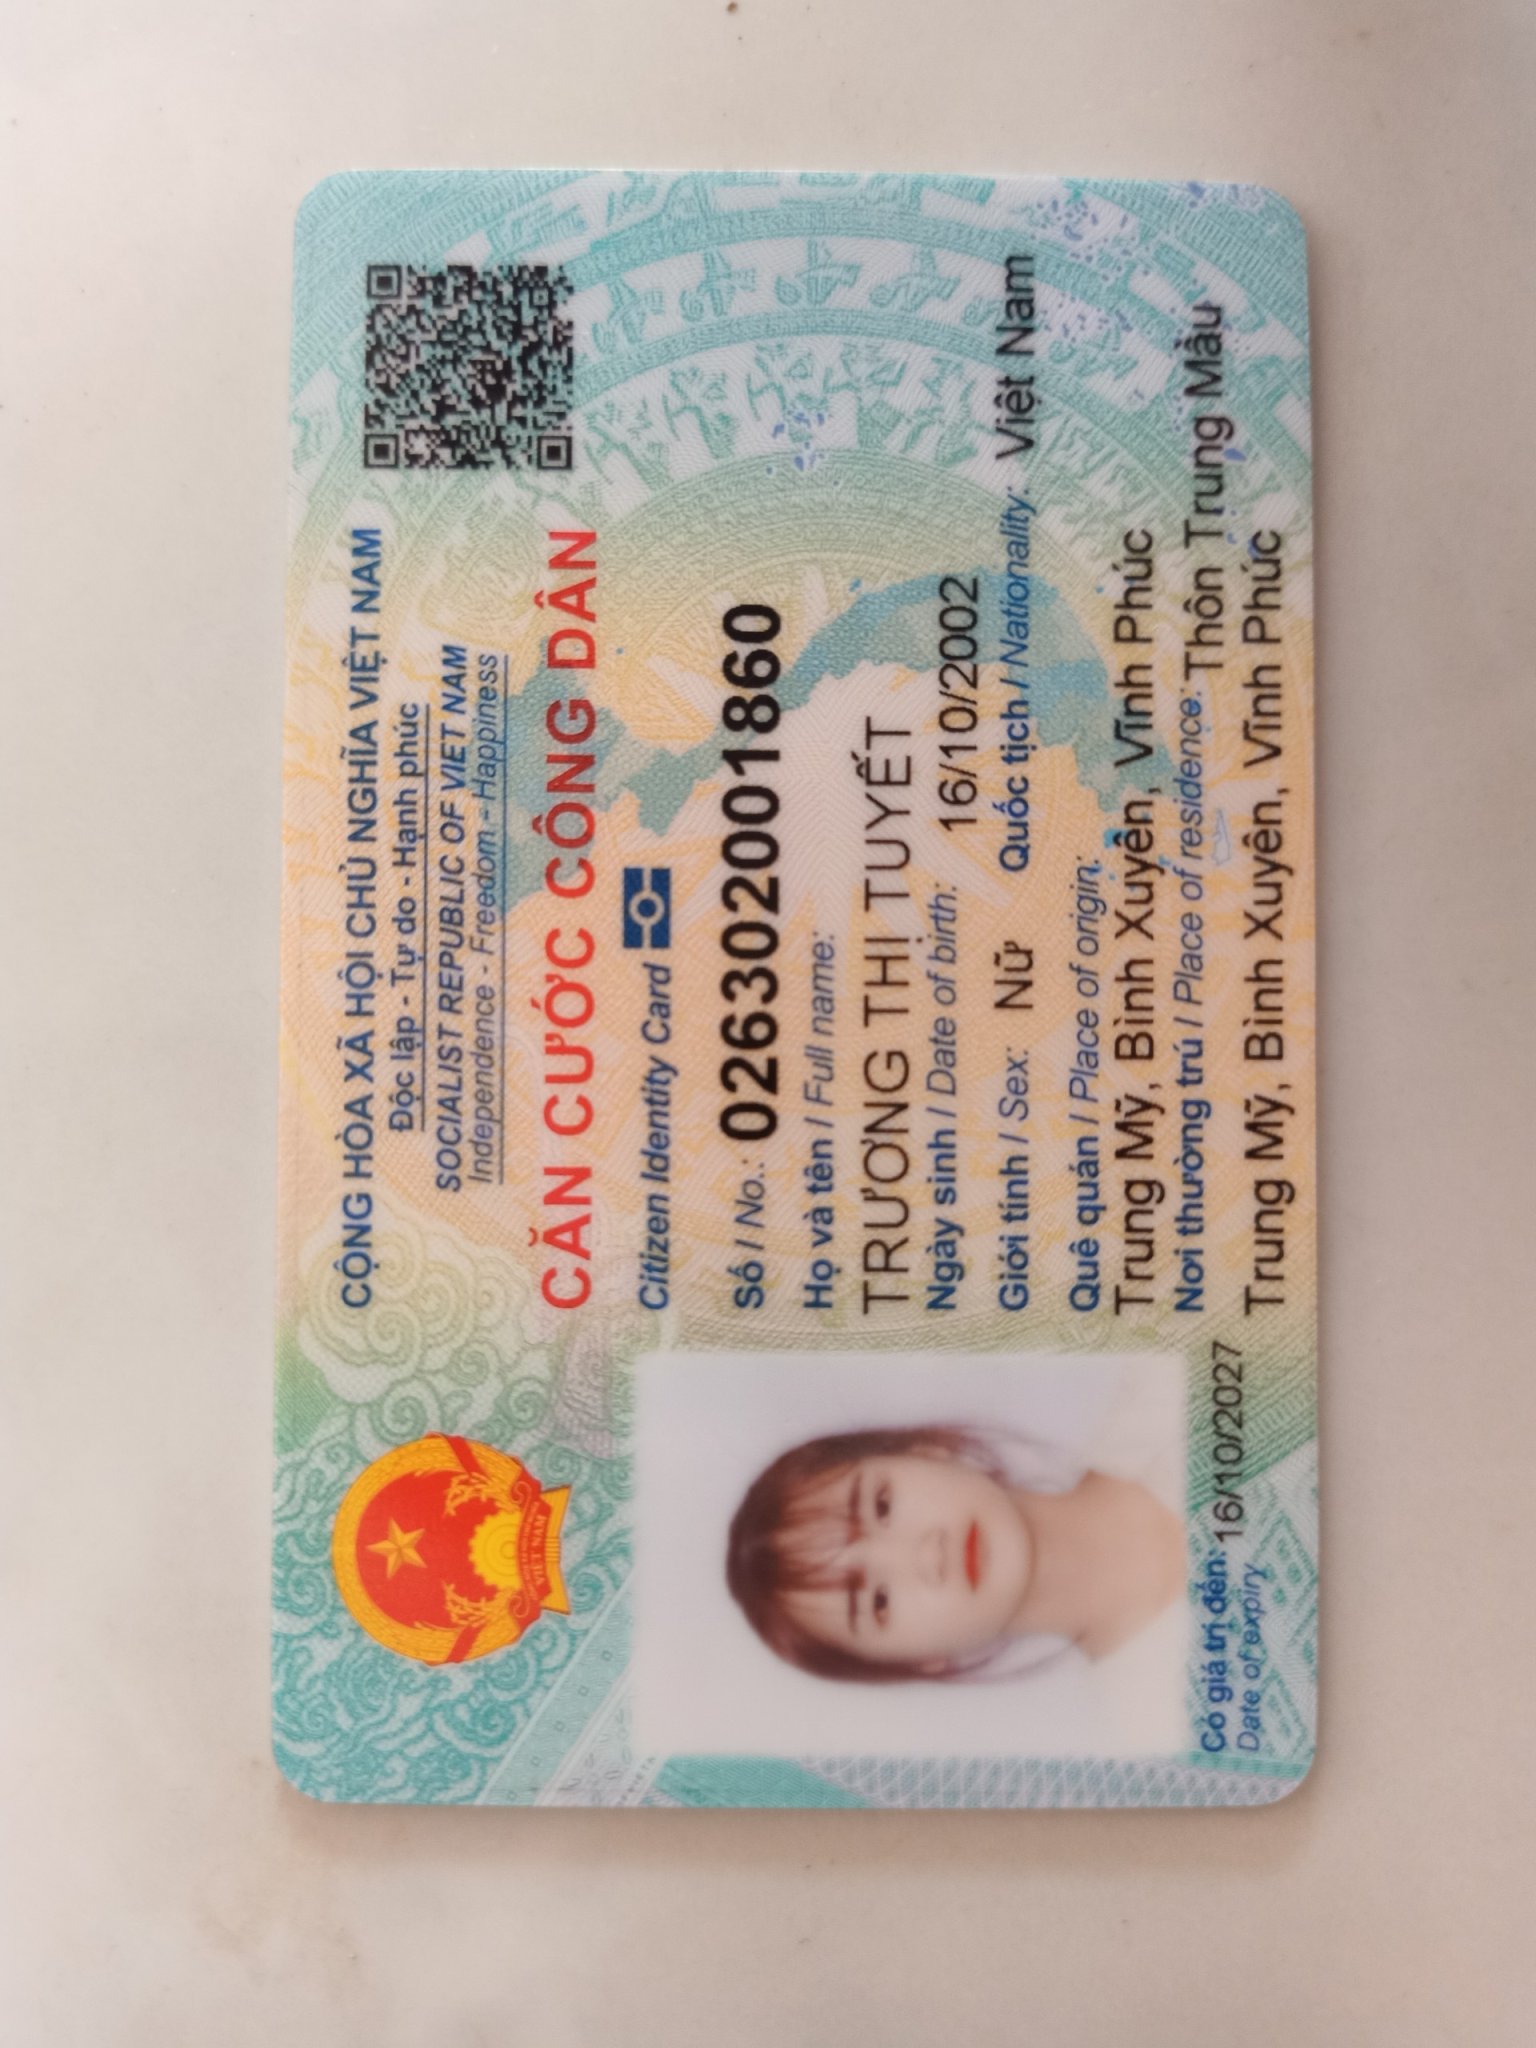 CỘNG HÒA XÃ HỘI CHỦ NGHĨA VIỆT NAM
Độc lập - Tự do - Hạnh phúc
SOCIALIST REPUBLIC OF VIET NAM
Independence - Freedom - Happiness
CĂN CƯỚC CÔNG DÂN
Citizen Identity Card
Số / No.: 026302001860
Họ và tên / Full name:
TRƯƠNG THỊ TUYẾT
Ngày sinh / Date of birth: 16/10/2002
Giới tính / Sex: Nữ Quốc tịch / Nationality: Việt Nam
Quê quán / Place of origin:
Trung Mỹ, Bình Xuyên, Vĩnh Phúc
Nơi thường trú / Place of residence: Thôn Trung Mầu
Trung Mỹ, Bình Xuyên, Vĩnh Phúc
Có giá trị đến: 16/10/2027
Date of expiry
VIỆT NAM